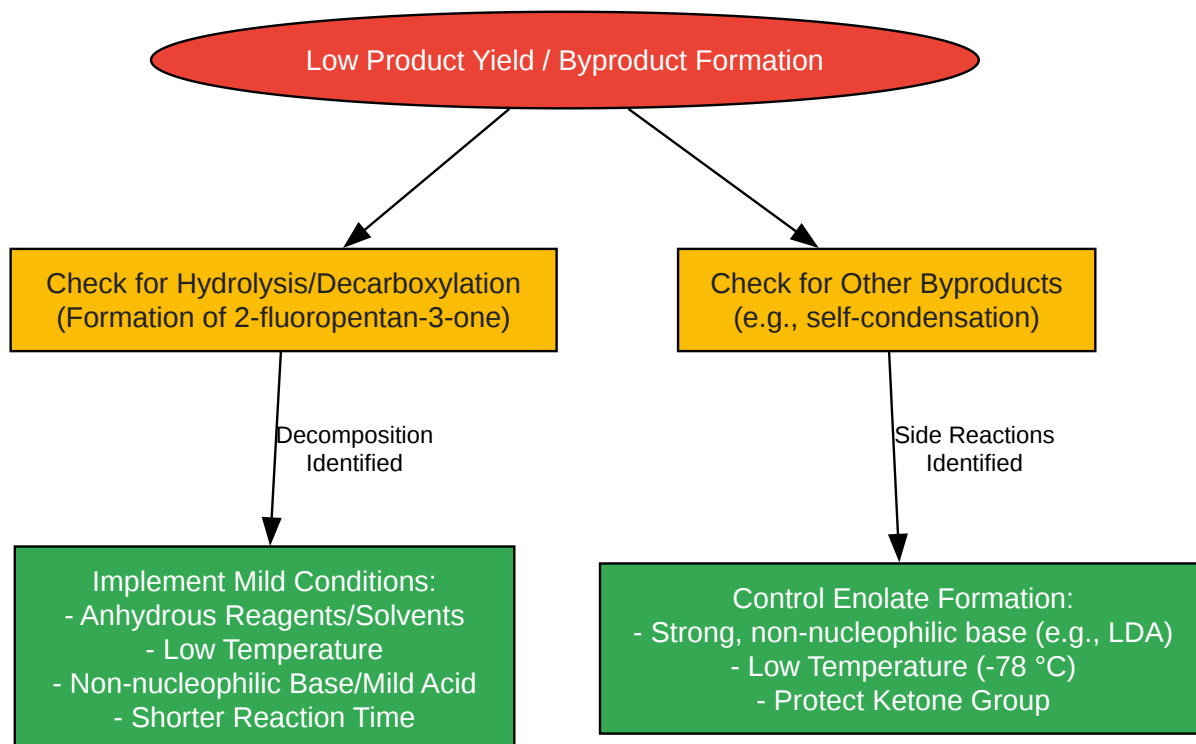 Low Product Yield / Byproduct Formation
Check for Hydrolysis/Decarboxylation
(Formation of 2-fluoropentan-3-one)
Check for Other Byproducts
(e.g., self-condensation)
Decomposition
Identified
Side Reactions
Identified
Implement Mild Conditions:
- Anhydrous Reagents/Solvents
- Low Temperature
- Non-nucleophilic Base/Mild Acid
- Shorter Reaction Time
Control Enolate Formation:
- Strong, non-nucleophilic base (e.g., LDA)
- Low Temperature (-78 °C)
- Protect Ketone Group